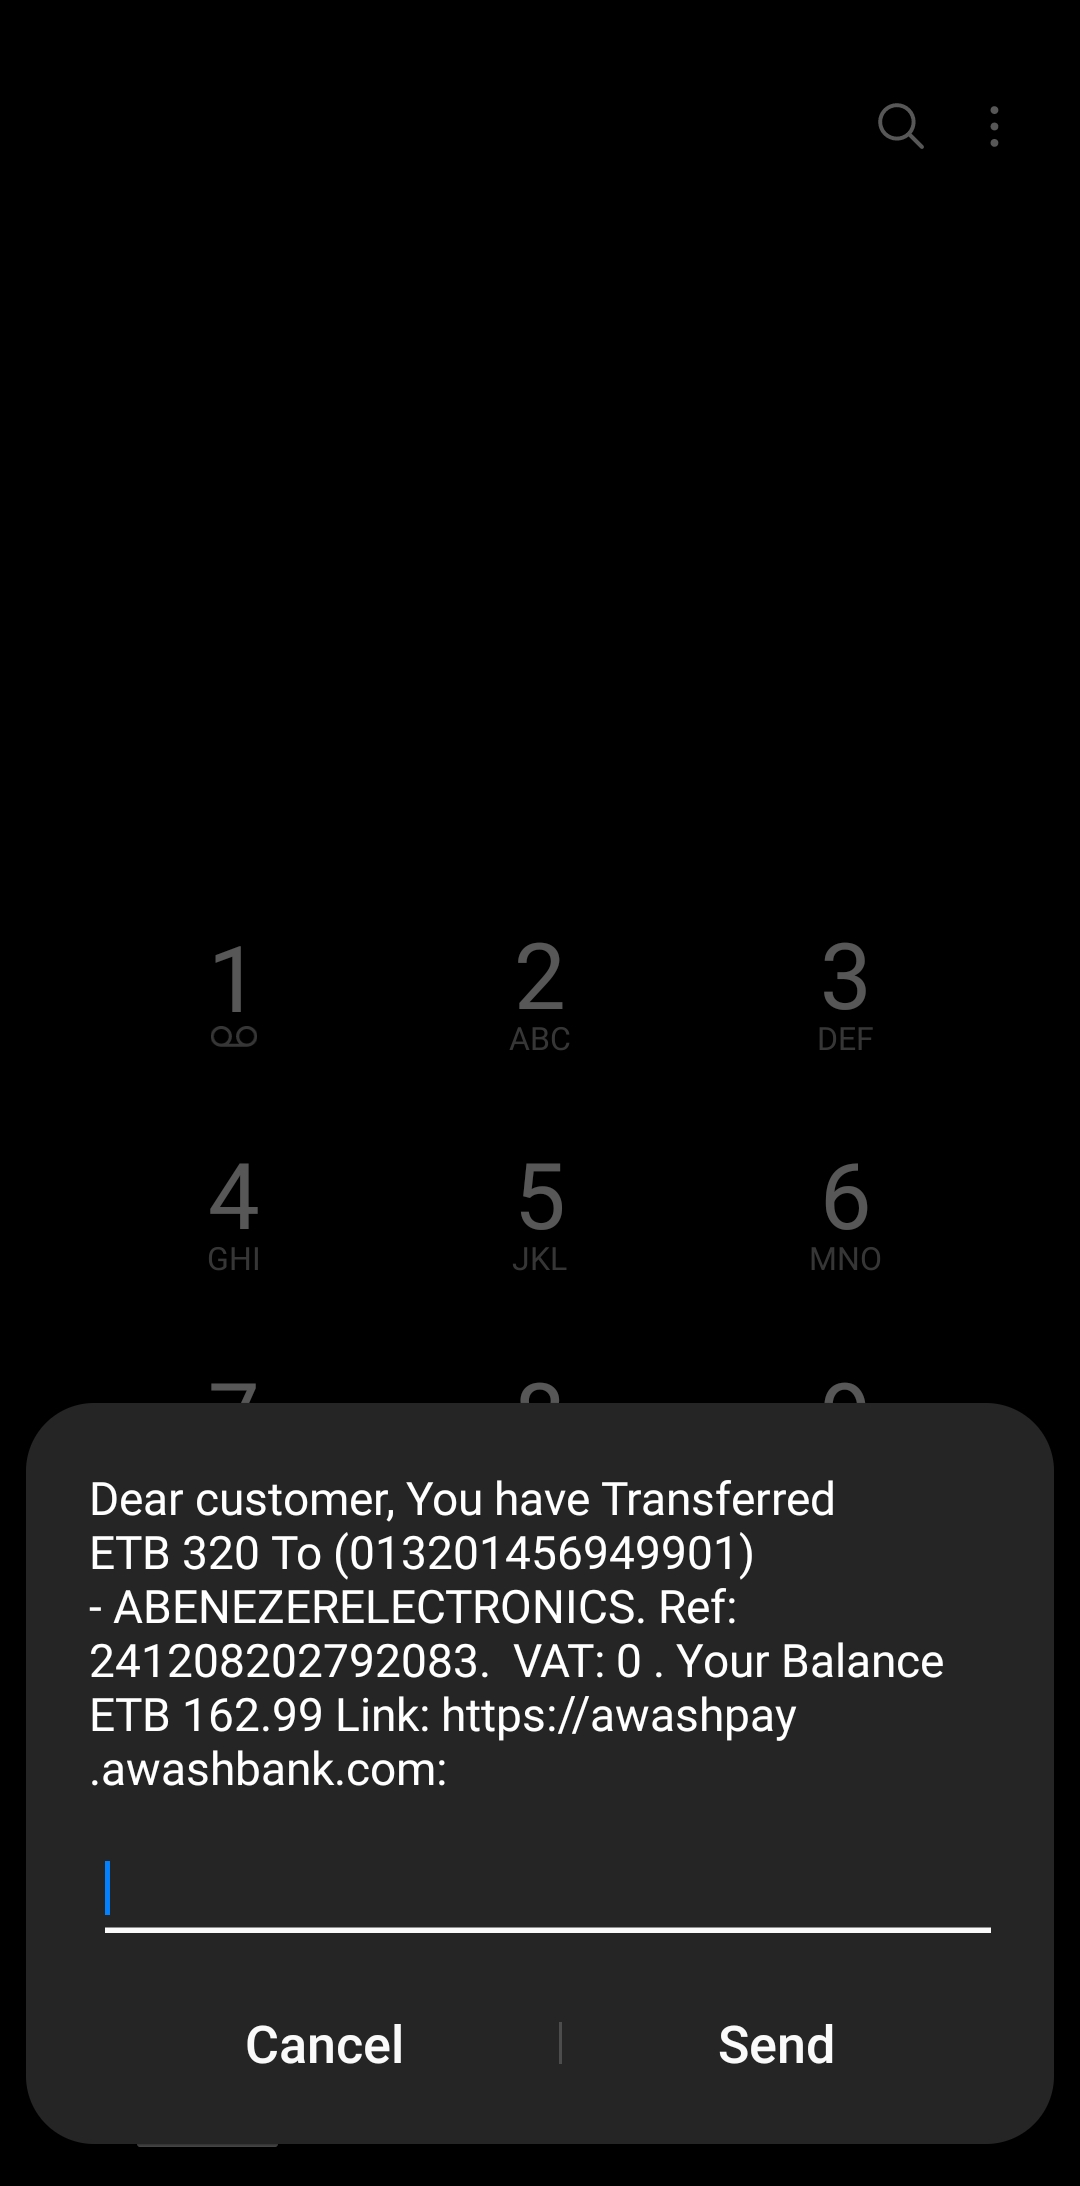 1
2
ABC
3
DEF
4
GHI
5
JKL
6
MNO
Dear customer, You have Transferred
ETB 320 To (013201456949901)
- ABENEZERELECTRONICS. Ref:
241208202792083.  VAT: 0 . Your Balance
ETB 162.99 Link: https://awashpay
.awashbank.com:
Cancel
Send